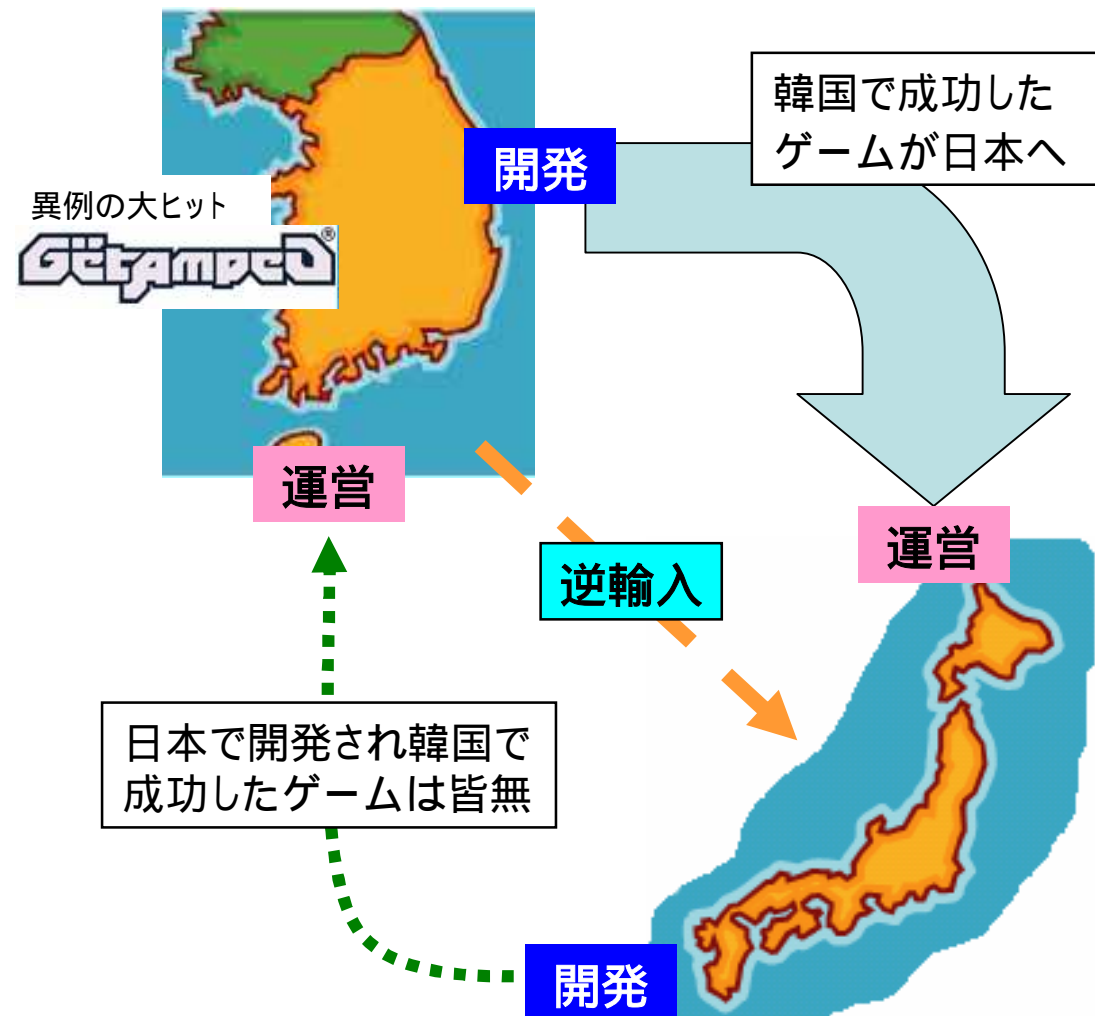 韓国で成功した
ゲームが日本へ
開発
異例の大ヒット
GetampeD®
運営
運営
逆輸入
日本で開発され韓国で
成功したゲームは皆無
開発